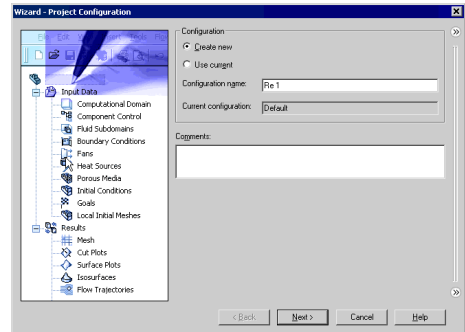 Wizard - Project Configuration
Input Data
Computational Domain
Component Control
Fluid Subdomains
Boundary Conditions
Fans
Heat Sources
Porous Media
Initial Conditions
Goals
Local Initial Meshes
Results
Mesh
Cut Plots
Surface Plots
Isosurfaces
Flow Trajectories
Configuration
Create new
Use current
Configuration name:
Re 1
Current configuration:
Default
Comments:
< Back
Next >
Cancel
Help